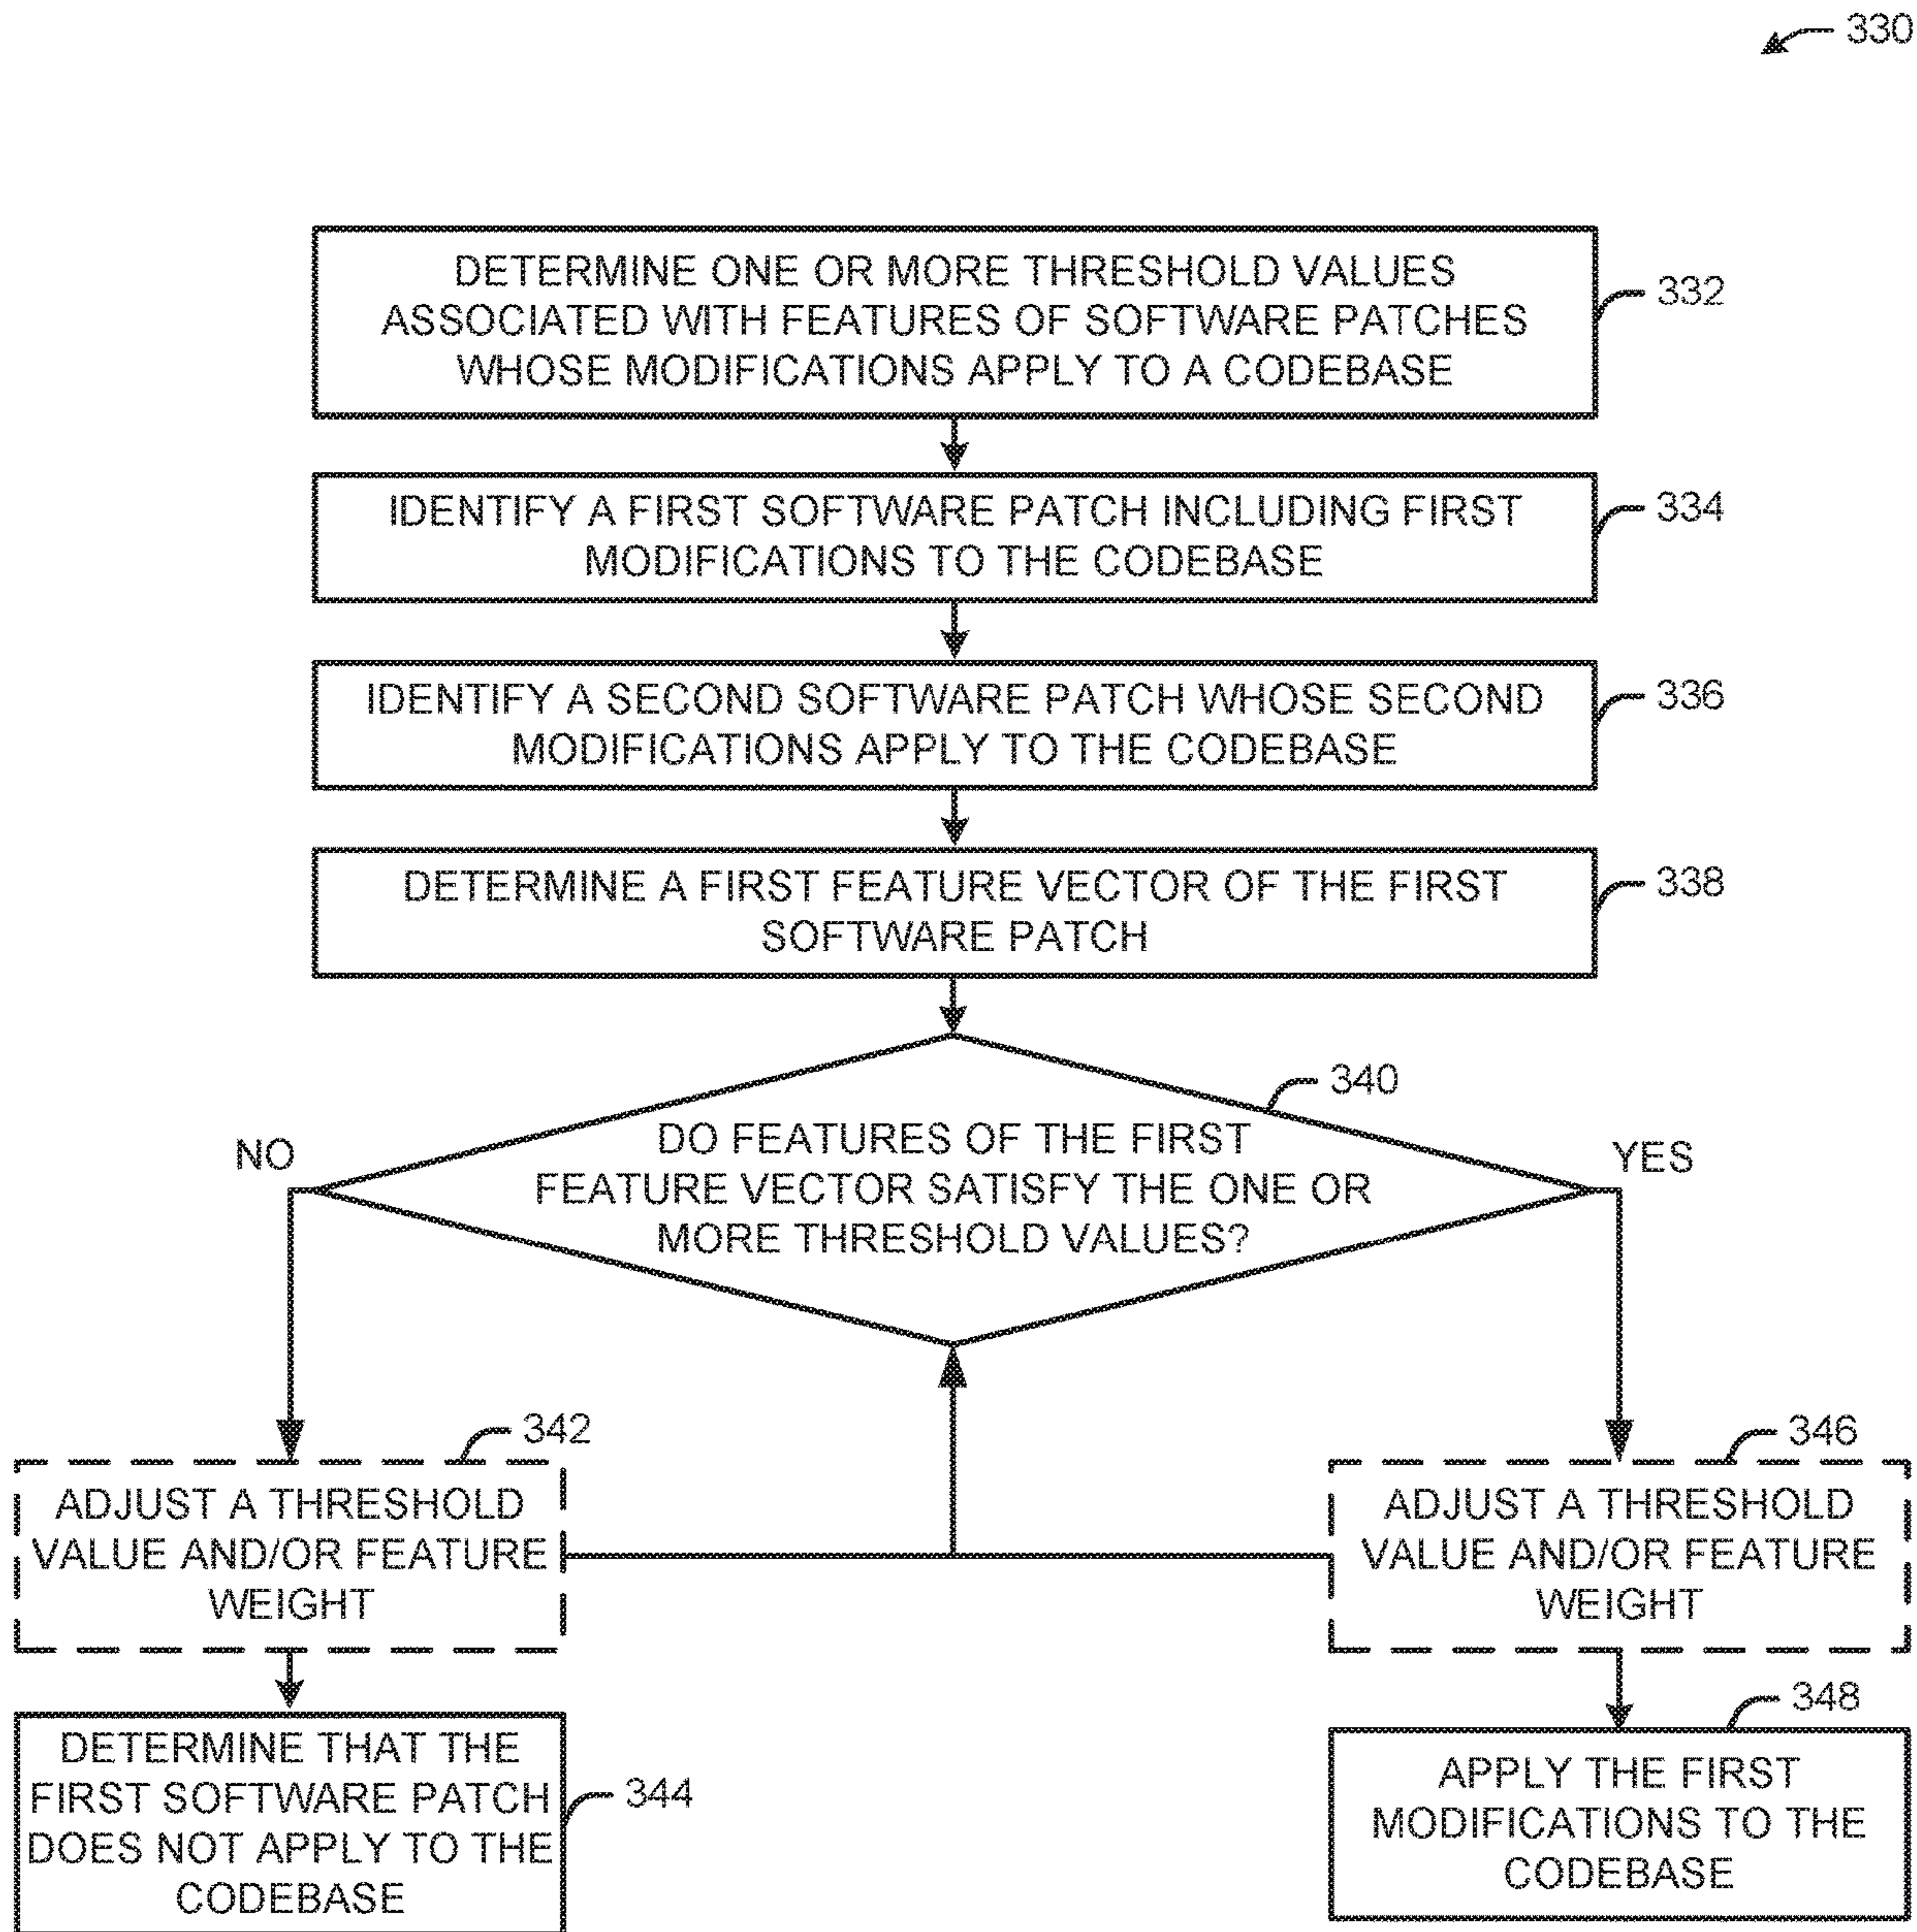 330
DETERMINE ONE OR MORE THRESHOLD VALUES
ASSOCIATED WITH FEATURES OF SOFTWARE PATCHES
WHOSE MODIFICATIONS APPLY TO A CODEBASE
332
IDENTIFY A FIRST SOFTWARE PATCH INCLUDING FIRST
MODIFICATIONS TO THE CODEBASE
334
IDENTIFY A SECOND SOFTWARE PATCH WHOSE SECOND
MODIFICATIONS APPLY TO THE CODEBASE
336
DETERMINE A FIRST FEATURE VECTOR OF THE FIRST
SOFTWARE PATCH
338
340
DO FEATURES OF THE FIRST
FEATURE VECTOR SATISFY THE ONE OR
MORE THRESHOLD VALUES?
NO
YES
342
ADJUST A THRESHOLD
VALUE AND/OR FEATURE
WEIGHT
346
ADJUST A THRESHOLD
VALUE AND/OR FEATURE
WEIGHT
DETERMINE THAT THE
FIRST SOFTWARE PATCH
DOES NOT APPLY TO THE
CODEBASE
344
348
APPLY THE FIRST
MODIFICATIONS TO THE
CODEBASE